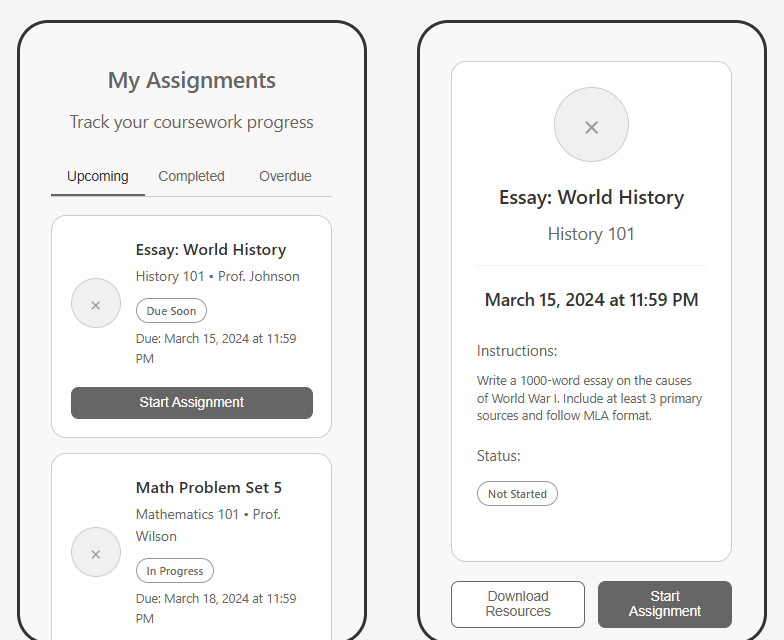 My Assignments
Track your coursework progress
Upcoming Completed Overdue
Essay: World History
History 101 • Prof. Johnson
Due Soon
Due: March 15, 2024 at 11:59
PM
Start Assignment
Math Problem Set 5
Mathematics 101 • Prof.
Wilson
In Progress
Due: March 18, 2024 at 11:59
PM
Essay: World History
History 101
March 15, 2024 at 11:59 PM
Instructions:
Write a 1000-word essay on the causes
of World War I. Include at least 3 primary
sources and follow MLA format.
Status:
Not Started
Download
Resources
Start
Assignment